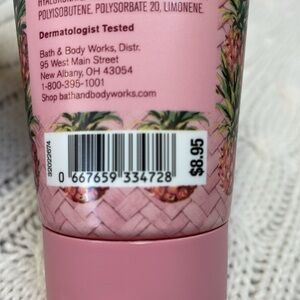 POLYISOBUTENE, POLYSORBATE 20, LIMONENE.
Dermatologist Tested
Bath & Body Works, Distr.
95 West Main Street
New Albany, OH 43054
1-800-395-1001
Shop bathandbodyworks.com
$8.95
0 667659 334728